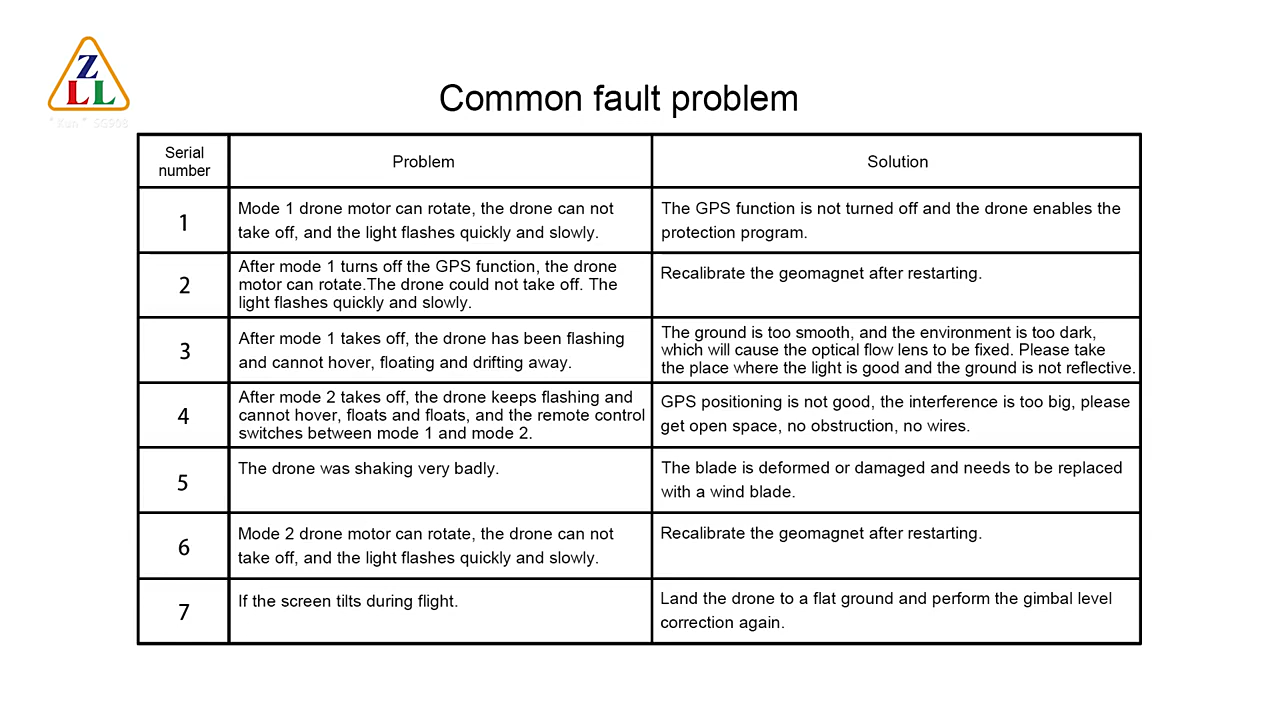 Z
LL
"Kun" SG908
Common fault problem
Serial
number
Problem
Solution
1
Mode 1 drone motor can rotate, the drone can not
take off, and the light flashes quickly and slowly.
The GPS function is not turned off and the drone enables the
protection program.
2
After mode 1 turns off the GPS function, the drone
motor can rotate.The drone could not take off. The
light flashes quickly and slowly.
Recalibrate the geomagnet after restarting.
3
After mode 1 takes off, the drone has been flashing
and cannot hover, floating and drifting away.
The ground is too smooth, and the environment is too dark,
which will cause the optical flow lens to be fixed. Please take
the place where the light is good and the ground is not reflective.
4
After mode 2 takes off, the drone keeps flashing and
cannot hover, floats and floats, and the remote control
switches between mode 1 and mode 2.
GPS positioning is not good, the interference is too big, please
get open space, no obstruction, no wires.
5
The drone was shaking very badly.
The blade is deformed or damaged and needs to be replaced
with a wind blade.
6
Mode 2 drone motor can rotate, the drone can not
take off, and the light flashes quickly and slowly.
Recalibrate the geomagnet after restarting.
7
If the screen tilts during flight.
Land the drone to a flat ground and perform the gimbal level
correction again.